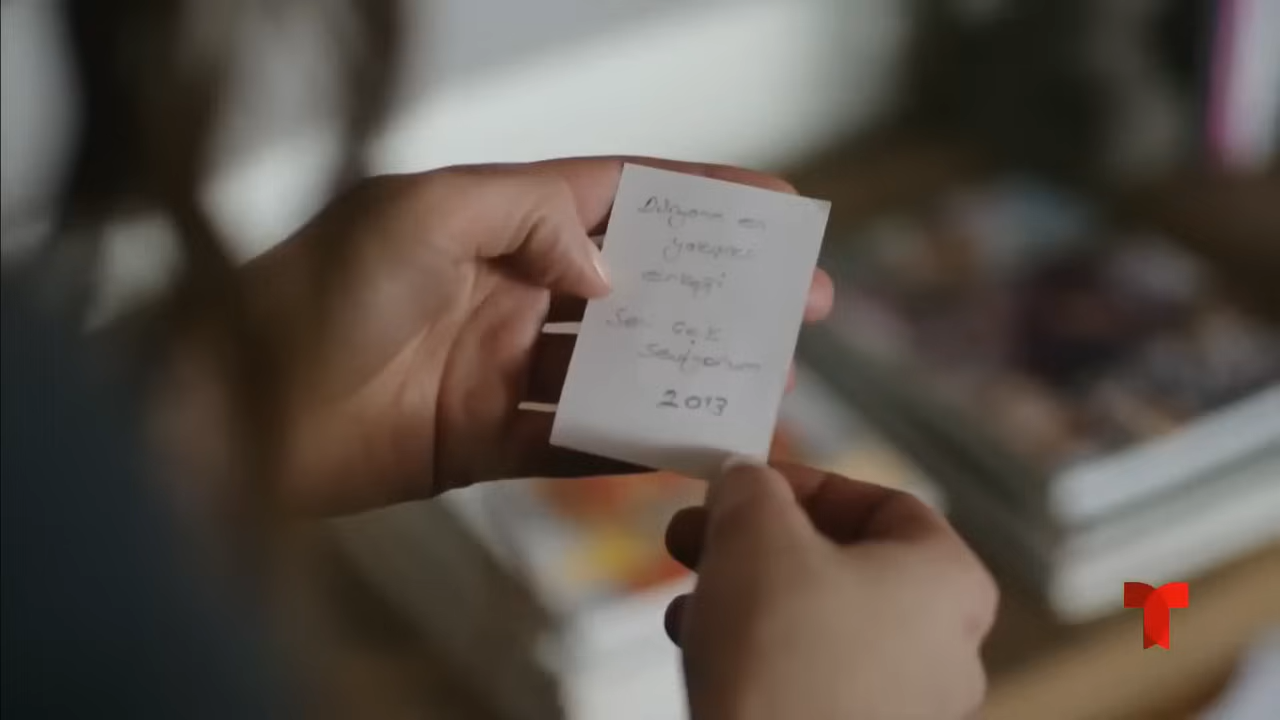 Dünyanın en
yakışıklı
erkeği
Seni çok
Seviyorum
2013